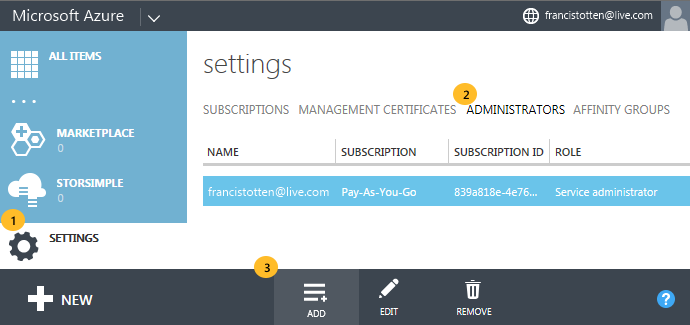 Microsoft Azure
francistotten@live.com
ALL ITEMS
MARKETPLACE
0
STORSIMPLE
0
1
SETTINGS
settings
2
SUBSCRIPTIONS MANAGEMENT CERTIFICATES ADMINISTRATORS AFFINITY GROUPS
NAME SUBSCRIPTION SUBSCRIPTION ID ROLE
francistotten@live.com Pay-As-You-Go 839a818e-4e76... Service administrator
3
NEW
ADD
EDIT
REMOVE
?